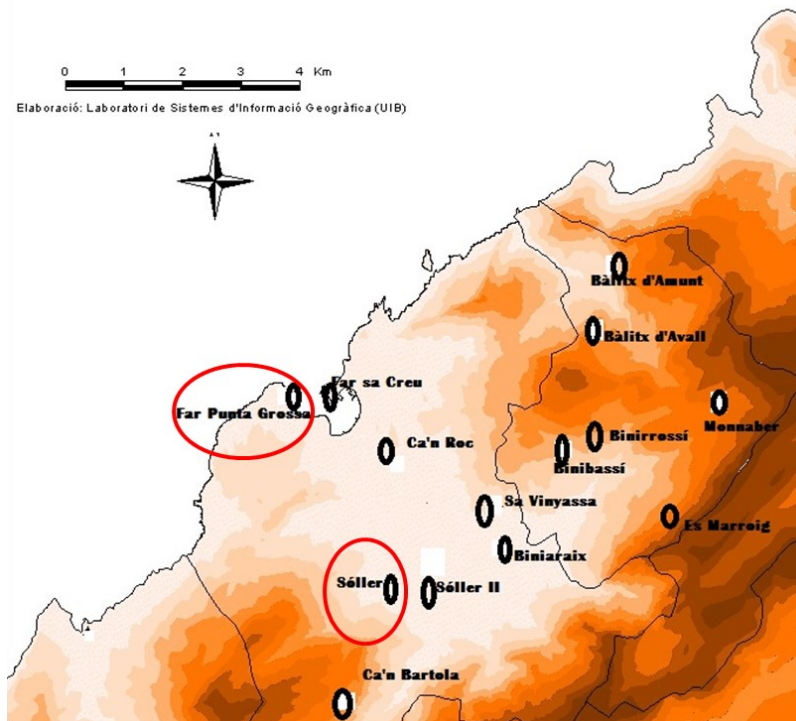 0 1 2 3 4 Km
Elaboració: Laboratori de Sistemes d'Informació Geogràfica (UIB)
Bàlitx d'Amunt
Bàlitx d'Avall
Far sa Creu
Far Punta Grossa
Monnaber
Ca'n Roc
Binirrossí
Binibassí
Sa Vinyassa
Es Marroig
Biniaraix
Sóller
Sóller II
Ca'n Bartola